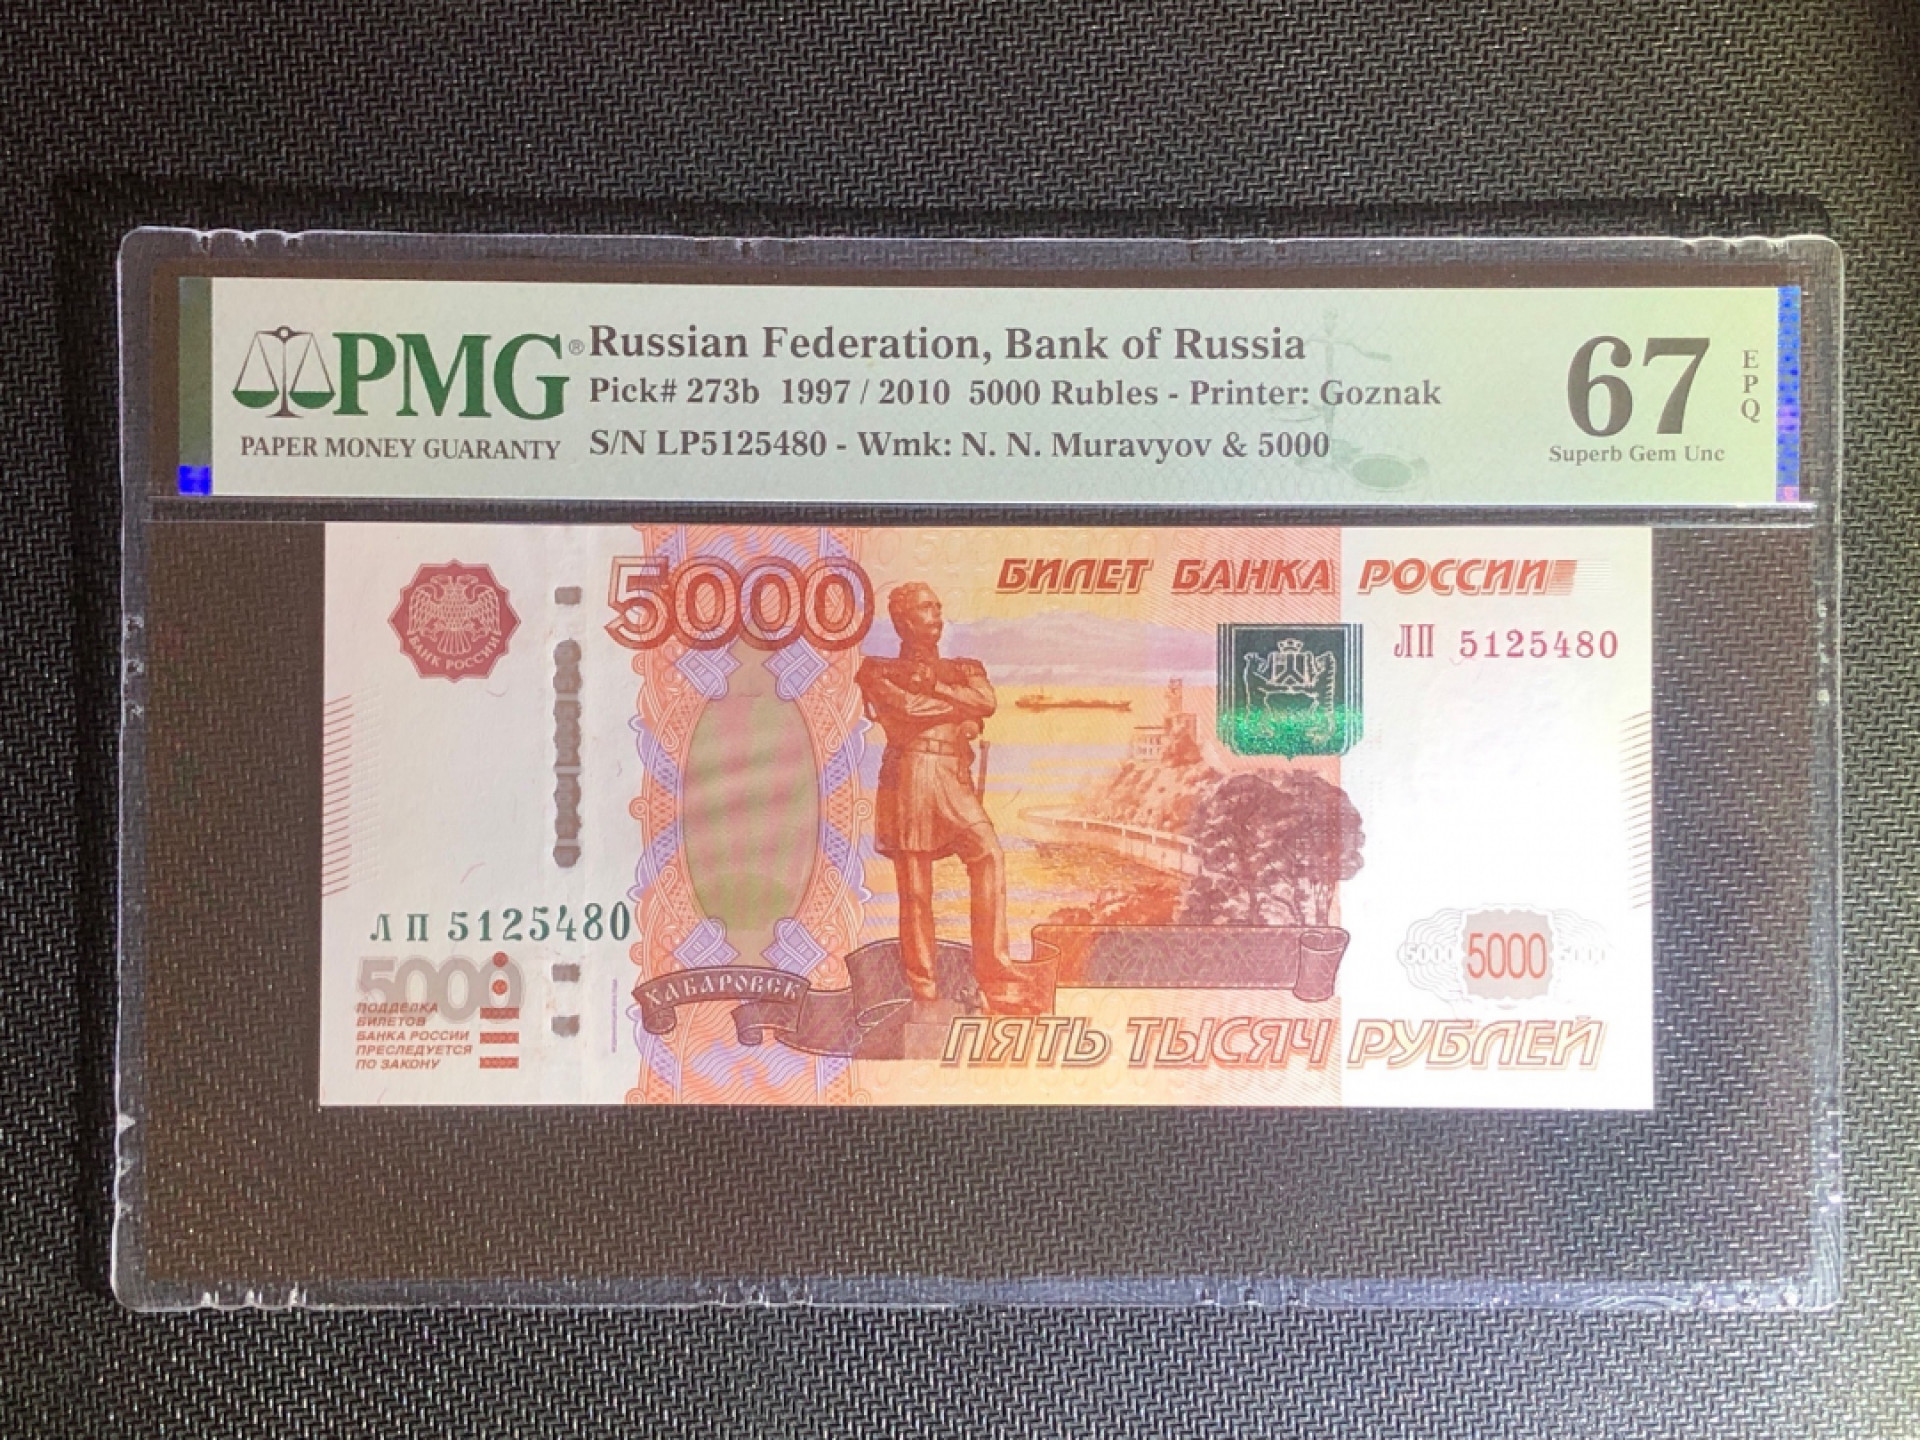 PMG®
PAPER MONEY GUARANTY
Russian Federation, Bank of Russia
Pick# 273b 1997 / 2010 5000 Rubles - Printer: Goznak
S/N LP5125480 - Wmk: N. N. Muravyov & 5000
67
EPQ
Superb Gem Unc
БАНК РОССИИ
5000
БИЛЕТ БАНКА РОССИИ
ЛП 5125480
ЛП 5125480
5000
ПОДДЕЛКА
БИЛЕТОВ
БАНКА РОССИИ
ПРЕСЛЕДУЕТСЯ
ПО ЗАКОНУ
ХАБАРОВСК
5000 5000 5000
ПЯТЬ ТЫСЯЧ РУБЛЕЙ